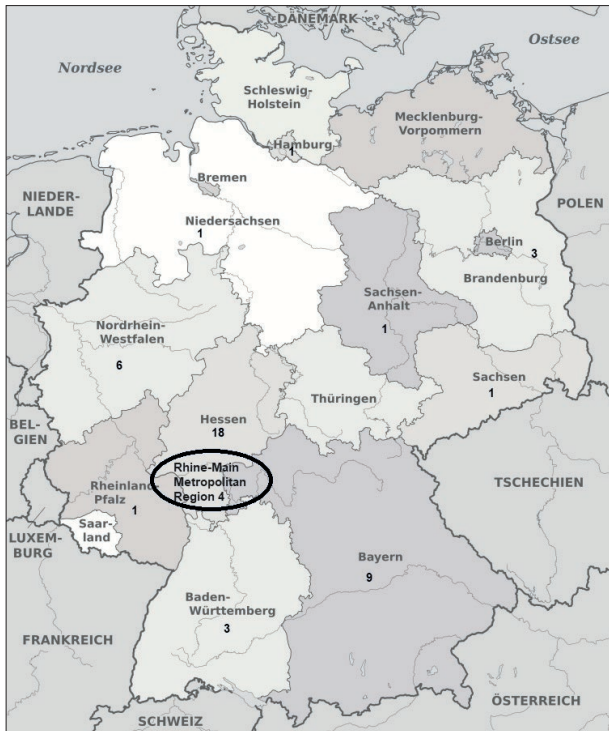 DÄNEMARK
Nordsee
Ostsee
Schleswig-
Holstein
Mecklenburg-
Vorpommern
Hamburg
1
Bremen
NIEDER-
LANDE
Niedersachsen
1
POLEN
Berlin
3
Brandenburg
Sachsen-
Anhalt
1
Nordrhein-
Westfalen
6
Sachsen
1
Thüringen
Hessen
18
BEL-
GIEN
Rhine-Main
Metropolitan
Region 4
Rheinland-
Pfalz
1
TSCHECHIEN
Saar-
land
LUXEM-
BURG
Bayern
9
Baden-
Württemberg
3
FRANKREICH
ÖSTERREICH
SCHWEIZ